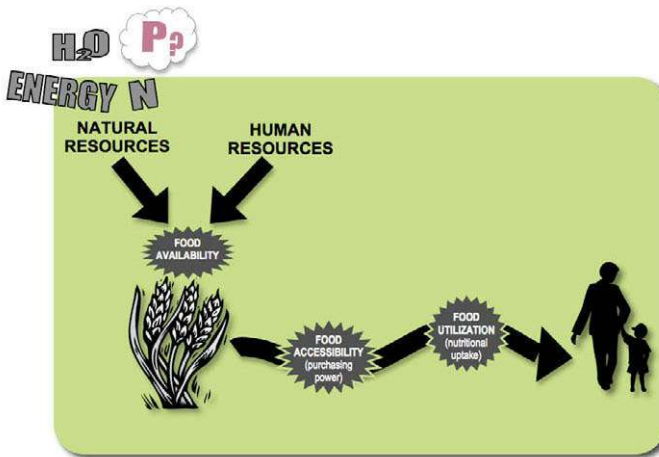 H2O P?
ENERGY N
NATURAL
RESOURCES
HUMAN
RESOURCES
FOOD
AVAILABILITY
FOOD
ACCESSIBILITY
(purchasing
power)
FOOD
UTILIZATION
(nutritional
uptake)